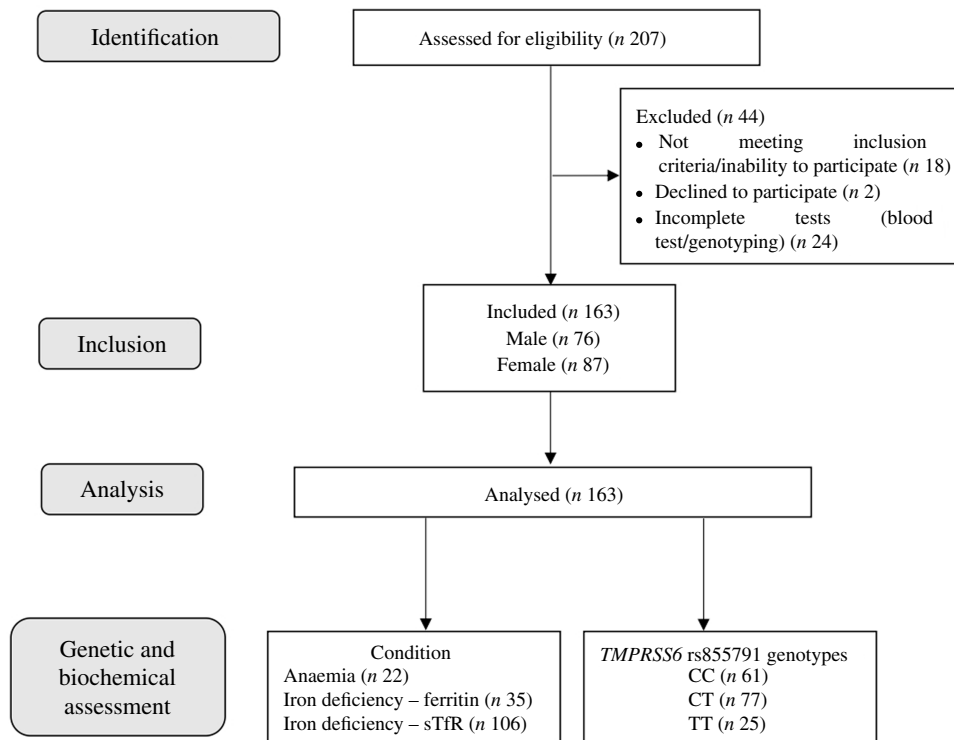 Identification
Assessed for eligibility (n 207)
Excluded (n 44)
• Not meeting inclusion
criteria/inability to participate (n 18)
• Declined to participate (n 2)
• Incomplete tests (blood
test/genotyping) (n 24)
Inclusion
Included (n 163)
Male (n 76)
Female (n 87)
Analysis
Analysed (n 163)
Genetic and
biochemical
assessment
Condition
Anaemia (n 22)
Iron deficiency – ferritin (n 35)
Iron deficiency – sTfR (n 106)
TMPRSS6 rs855791 genotypes
CC (n 61)
CT (n 77)
TT (n 25)